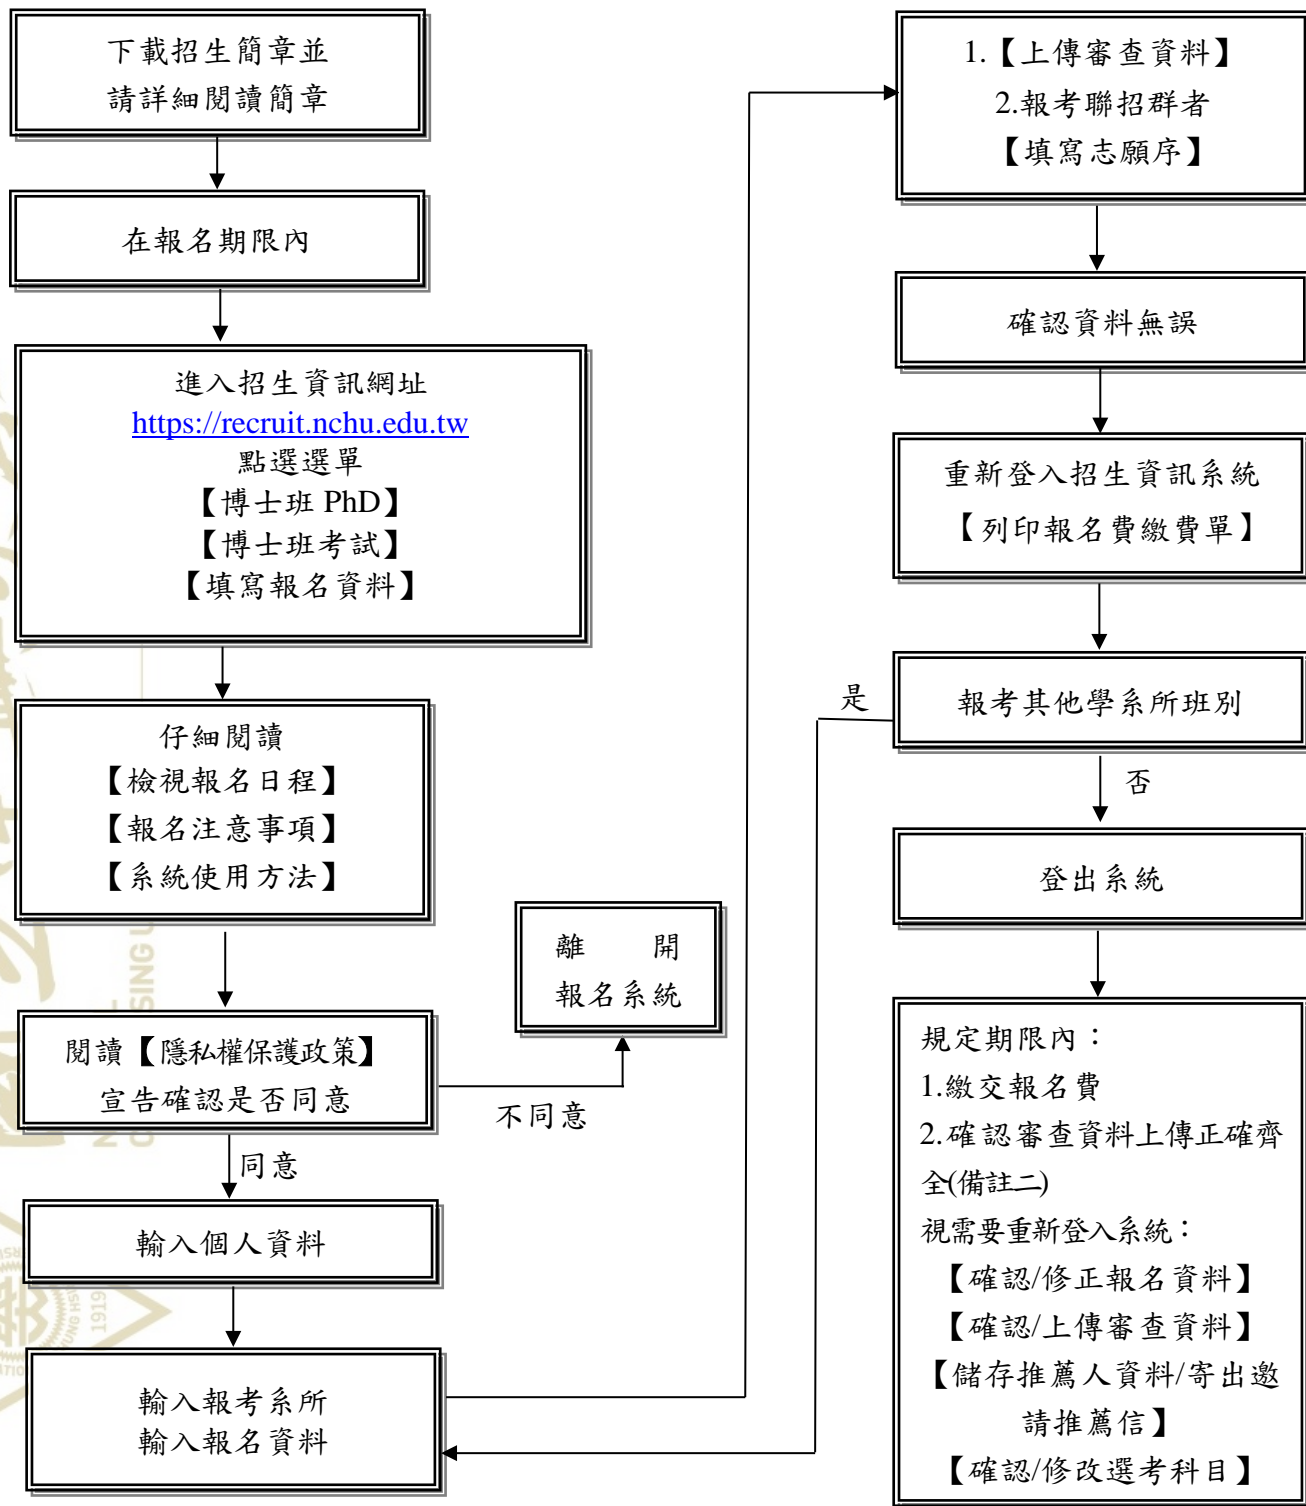 下載招生簡章並
請詳細閱讀簡章
在報名期限內
進入招生資訊網址
https://recruit.nchu.edu.tw
點選選單
【博士班 PhD】
【博士班考試】
【填寫報名資料】
仔細閱讀
【檢視報名日程】
【報名注意事項】
【系統使用方法】
閱讀【隱私權保護政策】
宣告確認是否同意
不同意
離 開
報名系統
同意
輸入個人資料
輸入報考系所
輸入報名資料
1.【上傳審查資料】
2.報考聯招群者
【填寫志願序】
確認資料無誤
重新登入招生資訊系統
【列印報名費繳費單】
報考其他學系所班別
是
否
登出系統
規定期限內：
1.繳交報名費
2.確認審查資料上傳正確齊
全(備註二)
視需要重新登入系統：
【確認/修正報名資料】
【確認/上傳審查資料】
【儲存推薦人資料/寄出邀
請推薦信】
【確認/修改選考科目】
1919